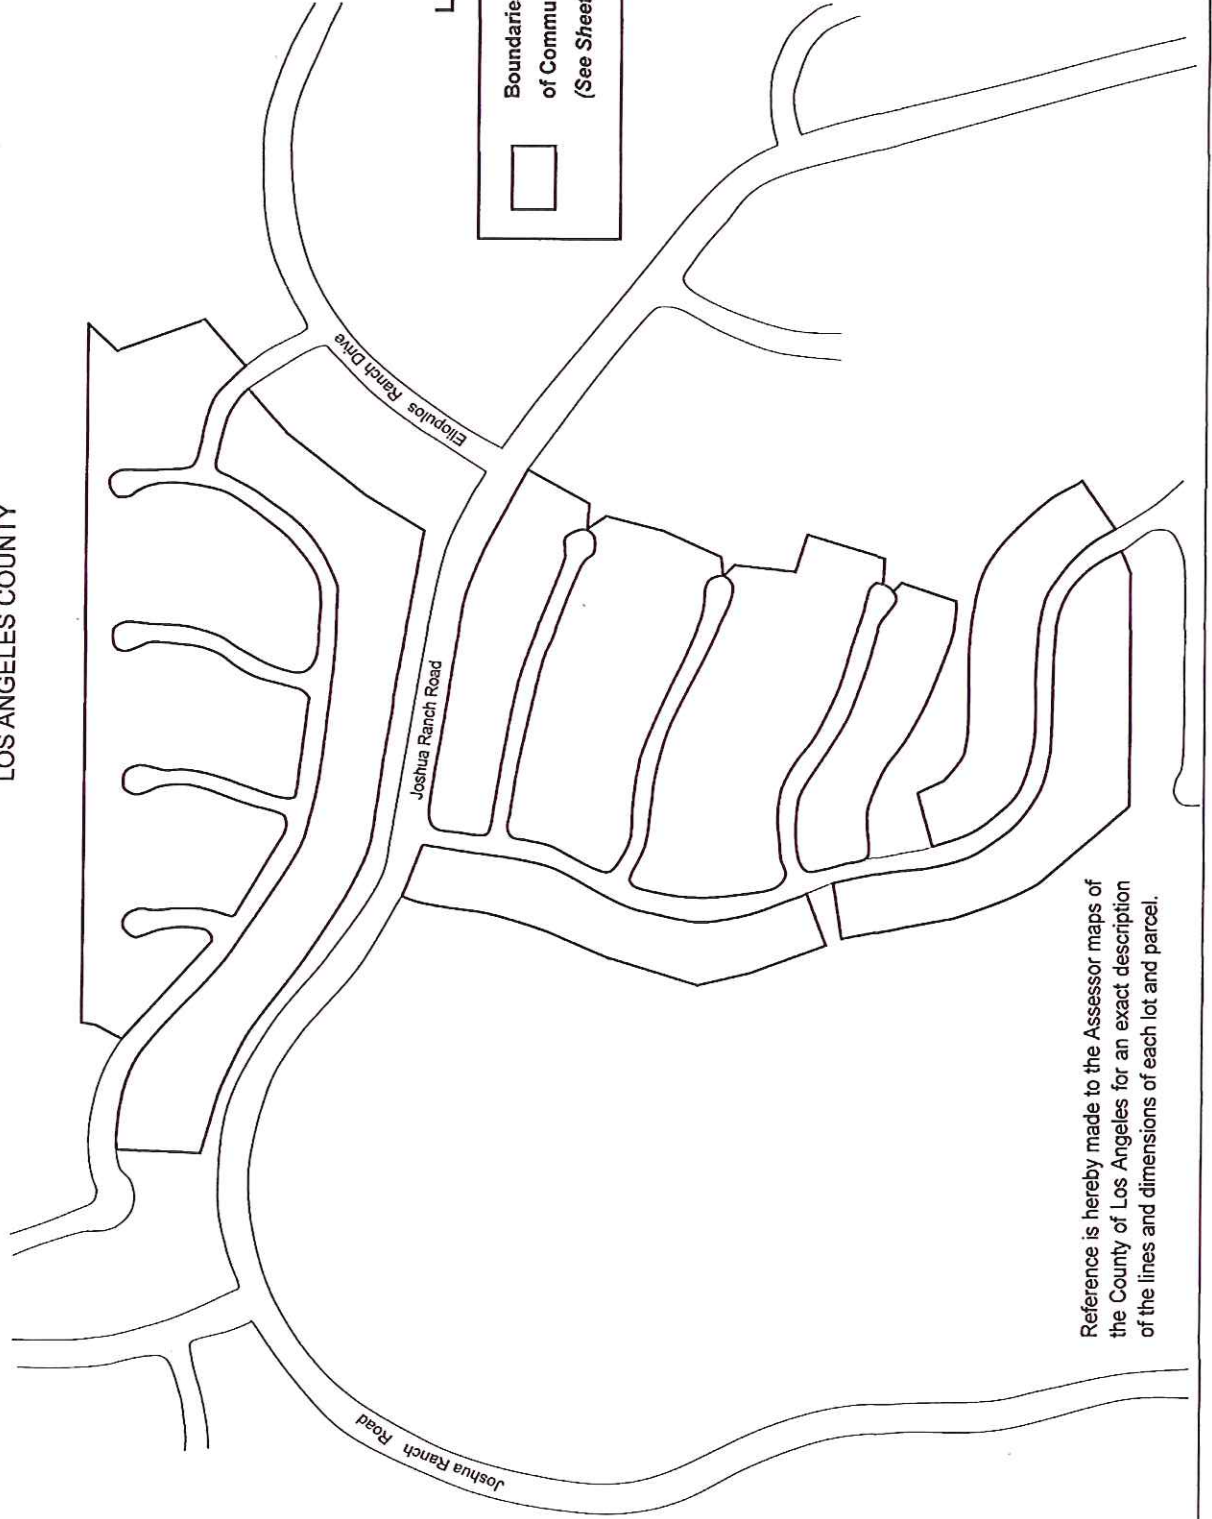 LOS ANGELES COUNTY
Boundarie
of Commu
(See Sheet
Eliopulos Ranch Drive
Joshua Ranch Road
Joshua Ranch Road
Reference is hereby made to the Assessor maps of
the County of Los Angeles for an exact description
of the lines and dimensions of each lot and parcel.